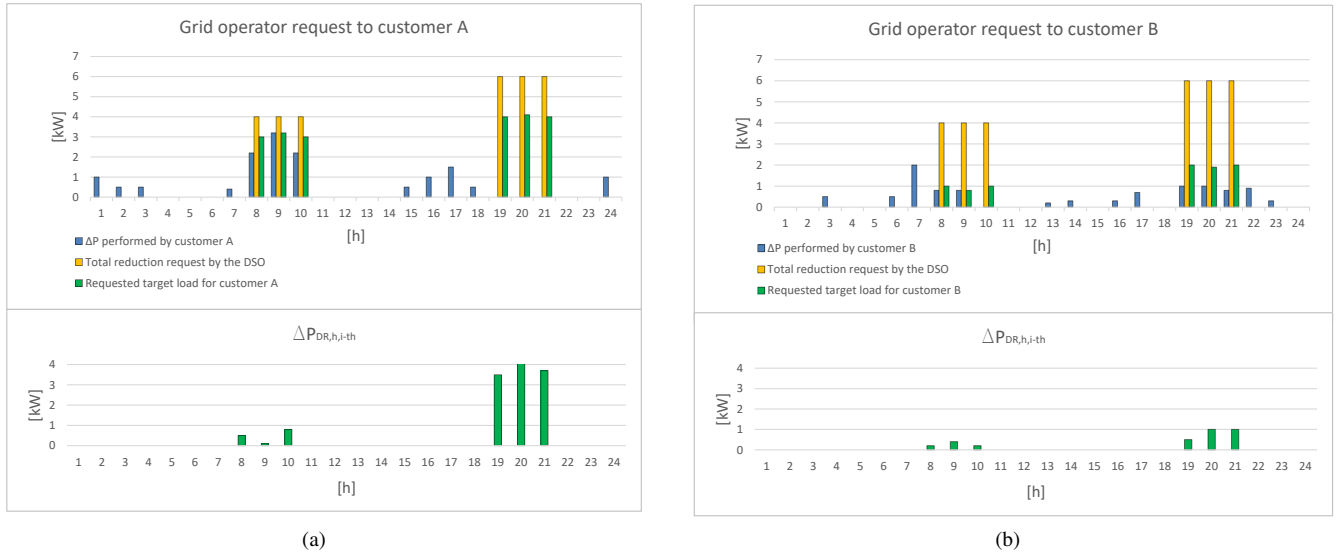 Grid operator request to customer A
7
6
5
4
3
2
1
0
[kW]
1 2 3 4 5 6 7 8 9 10 11 12 13 14 15 16 17 18 19 20 21 22 23 24
[h]
ΔP performed by customer A
Total reduction request by the DSO
Requested target load for customer A
ΔPDR,h,i-th
4
3
2
1
0
[kW]
1 2 3 4 5 6 7 8 9 10 11 12 13 14 15 16 17 18 19 20 21 22 23 24
[h]
(a)
Grid operator request to customer B
7
6
5
4
3
2
1
0
[kW]
1 2 3 4 5 6 7 8 9 10 11 12 13 14 15 16 17 18 19 20 21 22 23 24
[h]
ΔP performed by customer B
Total reduction request by the DSO
Requested target load for customer B
ΔPDR,h,i-th
4
3
2
1
0
[kW]
1 2 3 4 5 6 7 8 9 10 11 12 13 14 15 16 17 18 19 20 21 22 23 24
[h]
(b)